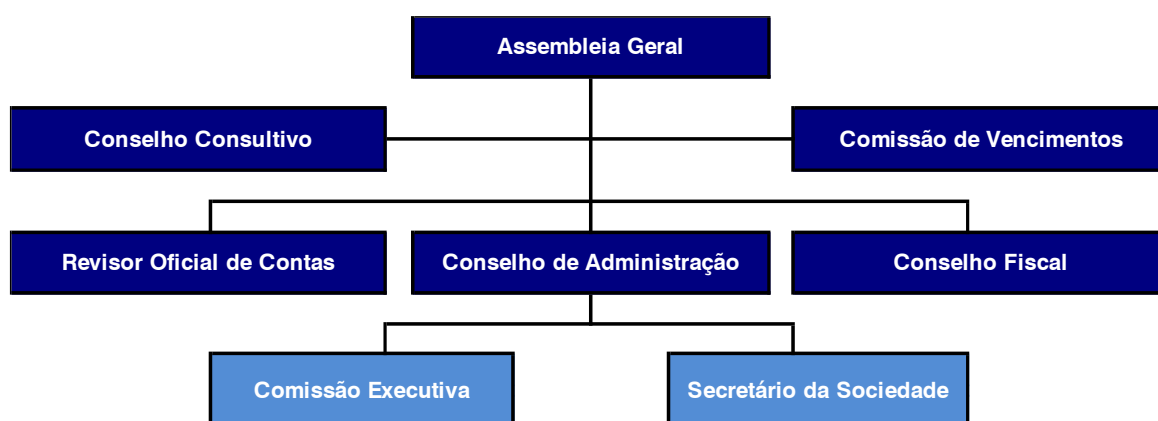 Assembleia Geral
Conselho Consultivo
Comissão de Vencimentos
Revisor Oficial de Contas
Conselho de Administração
Conselho Fiscal
Comissão Executiva
Secretário da Sociedade